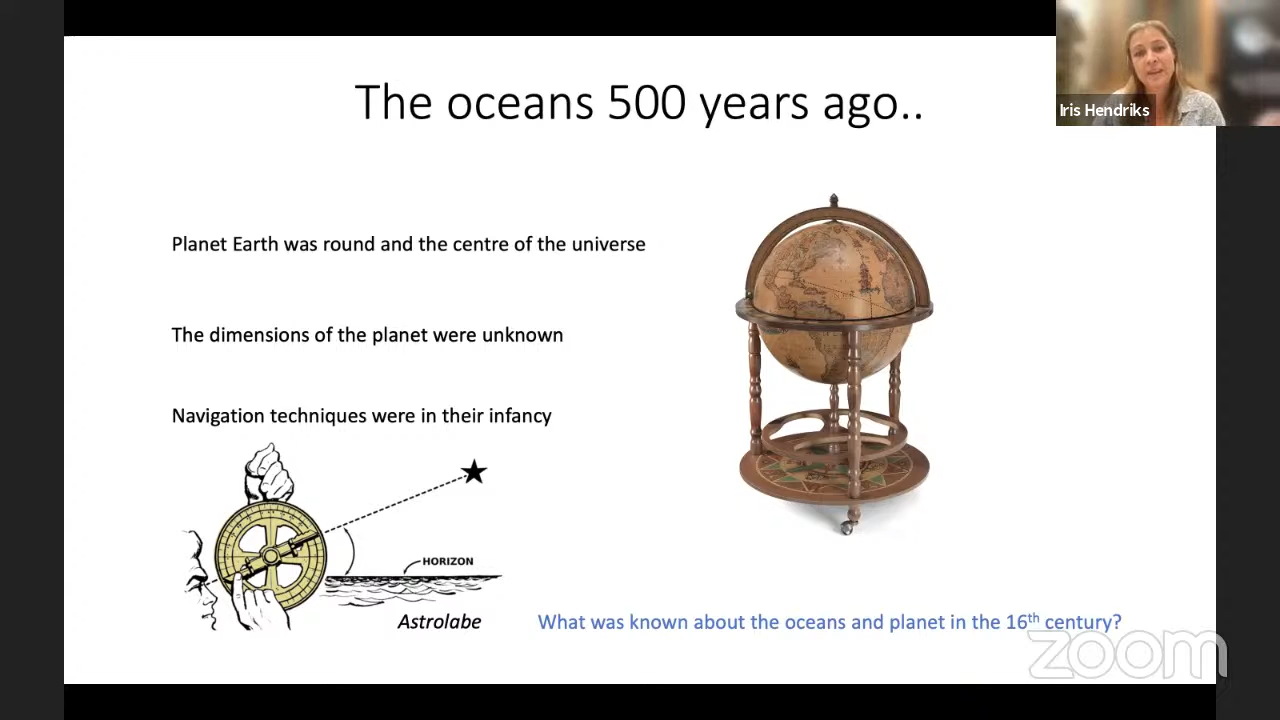 The oceans 500 years ago..
Iris Hendriks
Planet Earth was round and the centre of the universe
The dimensions of the planet were unknown
Navigation techniques were in their infancy
HORIZON
Astrolabe
What was known about the oceans and planet in the 16th century?
zoom